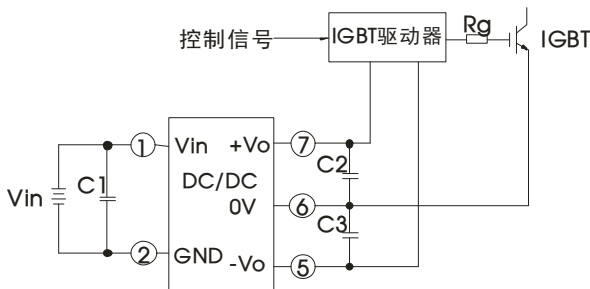 控制信号
IGBT驱动器
Rg
IGBT
Vin
C1
1
2
Vin
GND
DC/DC
+Vo
0V
-Vo
7
6
5
C2
C3